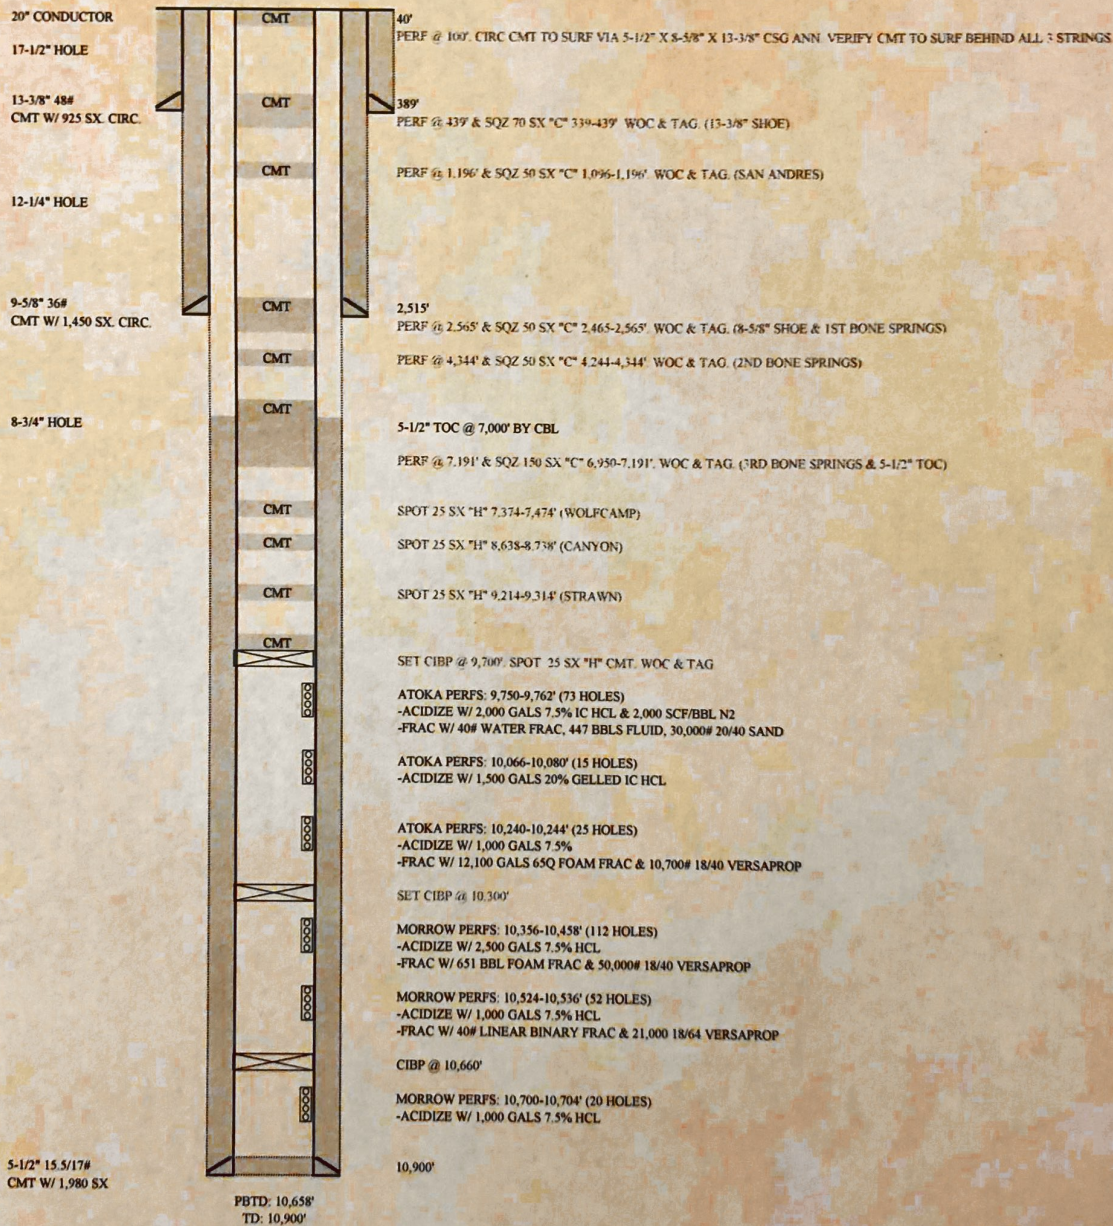 20" CONDUCTOR
CMT
40'
PERF @ 100'. CIRC CMT TO SURF VIA 5-1/2" X 8-5/8" X 13-3/8" CSG ANN. VERIFY CMT TO SURF BEHIND ALL 3 STRINGS
17-1/2" HOLE
13-3/8" 48#
CMT W/ 925 SX. CIRC.
CMT
389'
PERF @ 439' & SQZ 70 SX "C" 339-439'. WOC & TAG. (13-3/8" SHOE)
CMT
PERF @ 1,196' & SQZ 50 SX "C" 1,096-1,196'. WOC & TAG. (SAN ANDRES)
12-1/4" HOLE
9-5/8" 36#
CMT W/ 1,450 SX. CIRC.
CMT
2,515'
PERF @ 2,565' & SQZ 50 SX "C" 2,465-2,565'. WOC & TAG. (8-5/8" SHOE & 1ST BONE SPRINGS)
CMT
PERF @ 4,344' & SQZ 50 SX "C" 4,244-4,344'. WOC & TAG. (2ND BONE SPRINGS)
CMT
8-3/4" HOLE
5-1/2" TOC @ 7,000' BY CBL
PERF @ 7,191' & SQZ 150 SX "C" 6,950-7,191'. WOC & TAG. (3RD BONE SPRINGS & 5-1/2" TOC)
CMT
SPOT 25 SX "H" 7,374-7,474' (WOLFCAMP)
CMT
SPOT 25 SX "H" 8,638-8,738' (CANYON)
CMT
SPOT 25 SX "H" 9,214-9,314' (STRAWN)
CMT
SET CIBP @ 9,700'. SPOT 25 SX "H" CMT. WOC & TAG
ATOKA PERFS: 9,750-9,762' (73 HOLES)
-ACIDIZE W/ 2,000 GALS 7.5% IC HCL & 2,000 SCF/BBL N2
-FRAC W/ 40# WATER FRAC, 447 BBLS FLUID, 30,000# 20/40 SAND
ATOKA PERFS: 10,066-10,080' (15 HOLES)
-ACIDIZE W/ 1,500 GALS 20% GELLED IC HCL
ATOKA PERFS: 10,240-10,244' (25 HOLES)
-ACIDIZE W/ 1,000 GALS 7.5%
-FRAC W/ 12,100 GALS 65Q FOAM FRAC & 10,700# 18/40 VERSAPROP
SET CIBP @ 10,300'
MORROW PERFS: 10,356-10,458' (112 HOLES)
-ACIDIZE W/ 2,500 GALS 7.5% HCL
-FRAC W/ 651 BBL FOAM FRAC & 50,000# 18/40 VERSAPROP
MORROW PERFS: 10,524-10,536' (52 HOLES)
-ACIDIZE W/ 1,000 GALS 7.5% HCL
-FRAC W/ 40# LINEAR BINARY FRAC & 21,000 18/64 VERSAPROP
CIBP @ 10,660'
MORROW PERFS: 10,700-10,704' (20 HOLES)
-ACIDIZE W/ 1,000 GALS 7.5% HCL
5-1/2" 15.5/17#
CMT W/ 1,980 SX
10,900'
PBTD: 10,658'
TD: 10,900'